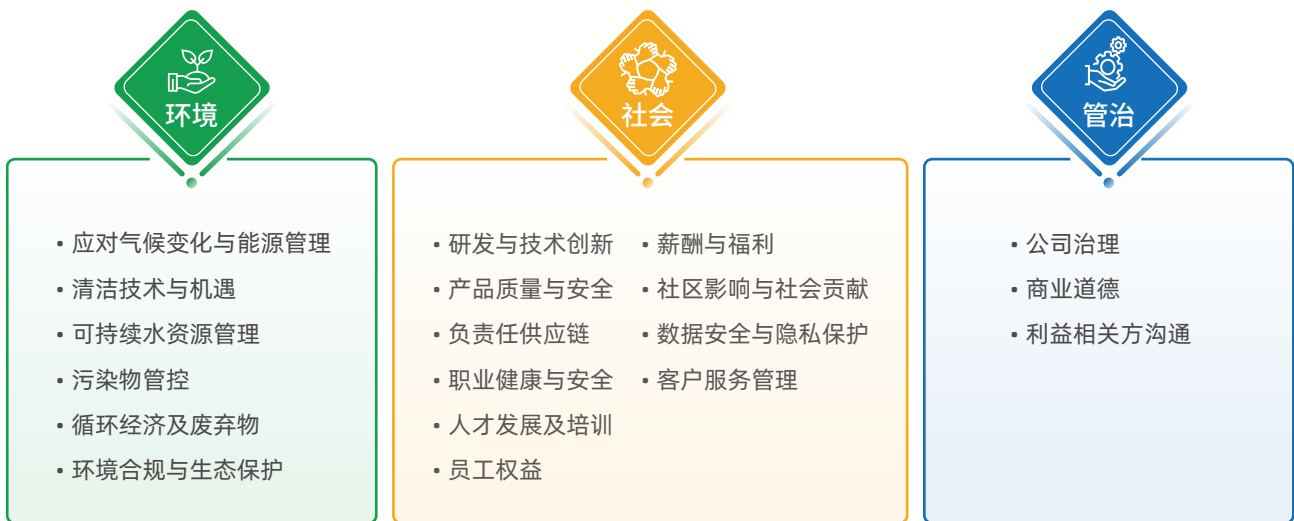 环境
• 应对气候变化与能源管理
• 清洁技术与机遇
• 可持续水资源管理
• 污染物管控
• 循环经济及废弃物
• 环境合规与生态保护
社会
• 研发与技术创新
• 产品质量与安全
• 负责任供应链
• 职业健康与安全
• 人才发展及培训
• 员工权益
• 薪酬与福利
• 社区影响与社会贡献
• 数据安全与隐私保护
• 客户服务管理
管治
• 公司治理
• 商业道德
• 利益相关方沟通